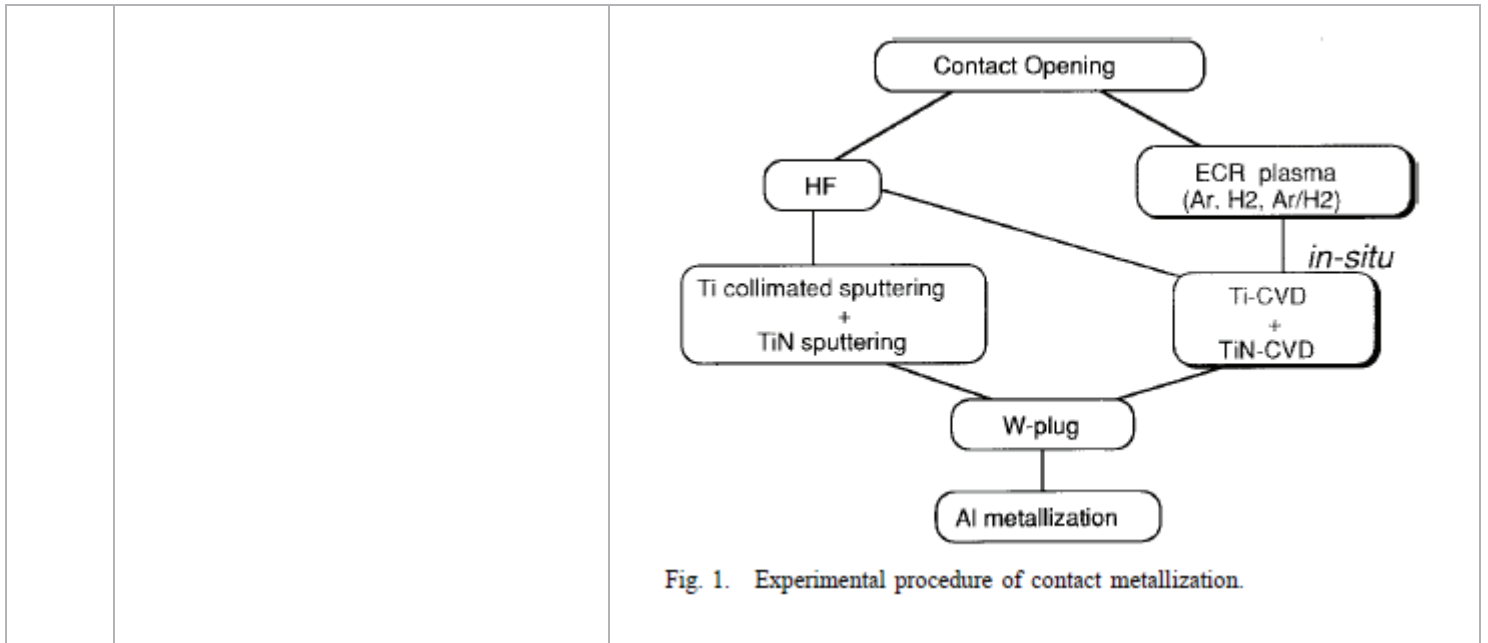 Contact Opening
HF
ECR plasma
(Ar, H2, Ar/H2)
in-situ
Ti collimated sputtering
+
TiN sputtering
Ti-CVD
+
TiN-CVD
W-plug
Al metallization
Fig. 1. Experimental procedure of contact metallization.